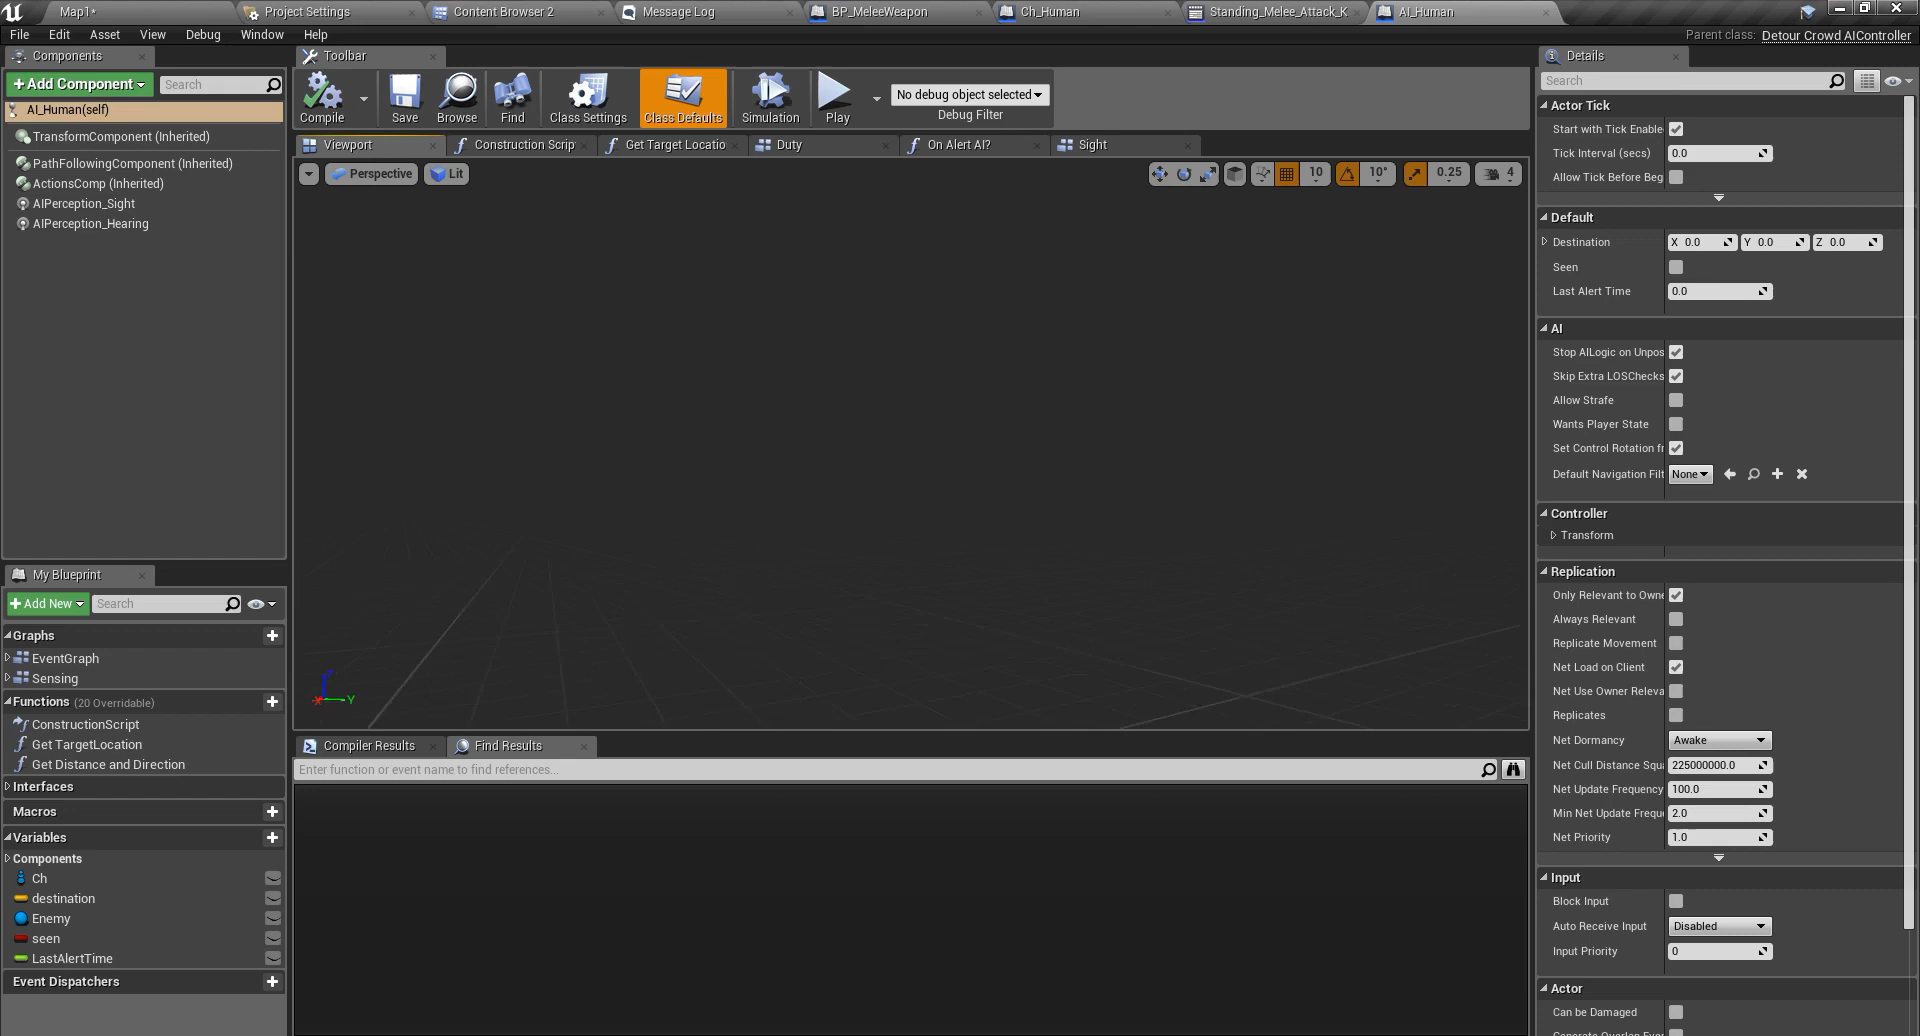 Map1*
Project Settings
Content Browser 2
Message Log
BP_MeleeWeapon
Ch_Human
Standing_Melee_Attack_K
AI_Human
File Edit Asset View Debug Window Help
Parent class: Detour Crowd AIController
Components
+Add Component
Search
AI_Human(self)
TransformComponent (Inherited)
PathFollowingComponent (Inherited)
ActionsComp (Inherited)
AIPerception_Sight
AIPerception_Hearing
My Blueprint
+Add New
Search
Graphs
EventGraph
Sensing
Functions (20 Overridable)
ConstructionScript
Get TargetLocation
Get Distance and Direction
Interfaces
Macros
Variables
Components
Ch
destination
Enemy
seen
LastAlertTime
Event Dispatchers
Toolbar
Compile
Save
Browse
Find
Class Settings
Class Defaults
Simulation
Play
No debug object selected
Debug Filter
Viewport
Construction Scrip
Get Target Locatio
Duty
On Alert AI?
Sight
Perspective
Lit
10
10°
0.25
4
Z
X
Y
Compiler Results
Find Results
Enter function or event name to find references...
Details
Search
Actor Tick
Start with Tick Enable
Tick Interval (secs) 0.0
Allow Tick Before Beg
Default
Destination X 0.0 Y 0.0 Z 0.0
Seen
Last Alert Time 0.0
AI
Stop AILogic on Unpos
Skip Extra LOSChecks
Allow Strafe
Wants Player State
Set Control Rotation fr
Default Navigation Filt None
Controller
Transform
Replication
Only Relevant to Owne
Always Relevant
Replicate Movement
Net Load on Client
Net Use Owner Releva
Replicates
Net Dormancy Awake
Net Cull Distance Squa 225000000.0
Net Update Frequency 100.0
Min Net Update Frequ 2.0
Net Priority 1.0
Input
Block Input
Auto Receive Input Disabled
Input Priority 0
Actor
Can be Damaged